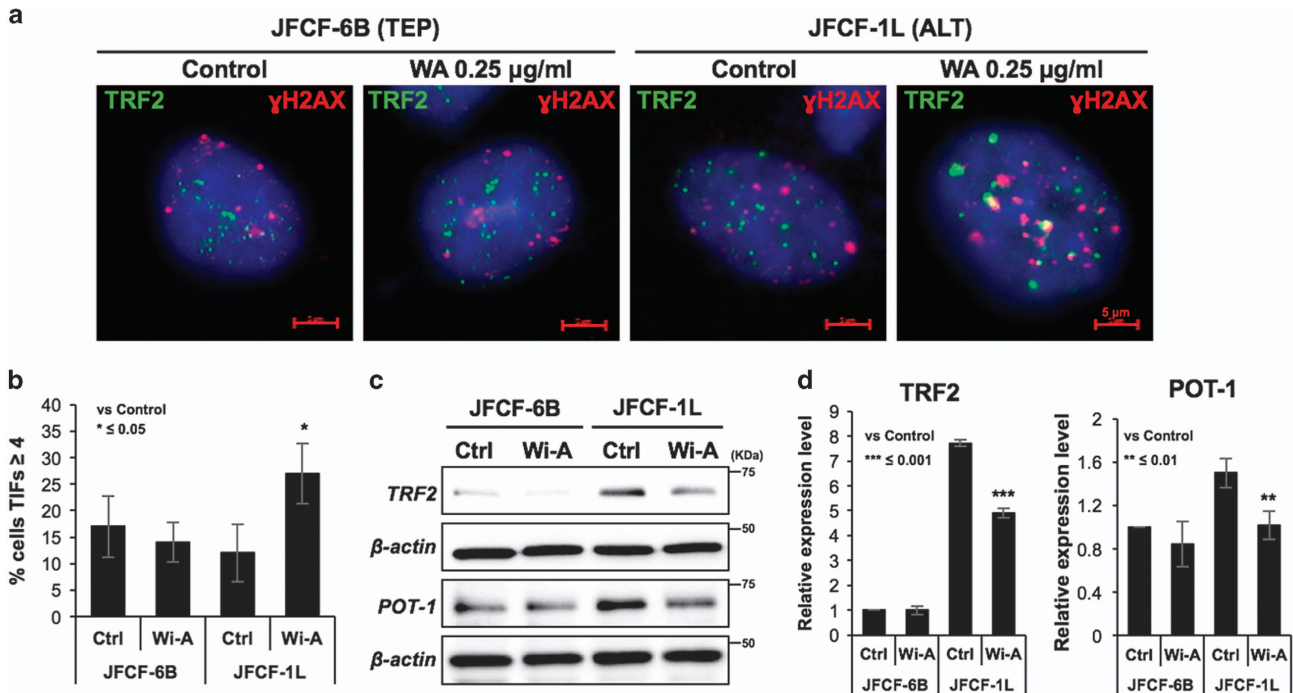 a
JFCF-6B (TEP)
JFCF-1L (ALT)
Control
WA 0.25 µg/ml
Control
WA 0.25 µg/ml
TRF2
ɣH2AX
TRF2
ɣH2AX
TRF2
ɣH2AX
TRF2
ɣH2AX
5 µm
b
% cells TIFs ≥ 4
40
35
30
25
20
15
10
5
0
vs Control
* ≤ 0.05
*
Ctrl
Wi-A
Ctrl
Wi-A
JFCF-6B
JFCF-1L
c
JFCF-6B
JFCF-1L
Ctrl
Wi-A
Ctrl
Wi-A
(KDa)
TRF2
75
β-actin
50
POT-1
75
β-actin
50
d
TRF2
Relative expression level
9
8
7
6
5
4
3
2
1
0
vs Control
*** ≤ 0.001
***
Ctrl
Wi-A
Ctrl
Wi-A
JFCF-6B
JFCF-1L
POT-1
Relative expression level
2
1.6
1.2
0.8
0.4
0
vs Control
** ≤ 0.01
**
Ctrl
Wi-A
Ctrl
Wi-A
JFCF-6B
JFCF-1L